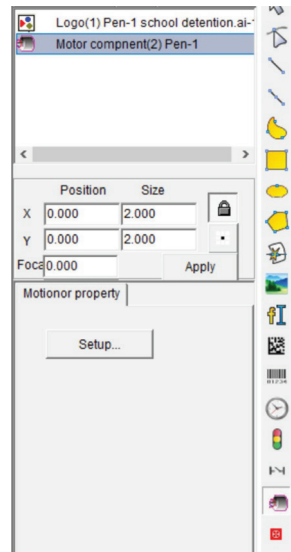 Logo(1) Pen-1 school detention.ai-
Motor compnent(2) Pen-1
Position Size
X 0.000 2.000
Y 0.000 2.000
Foca 0.000 Apply
Motionor property
Setup...
01234